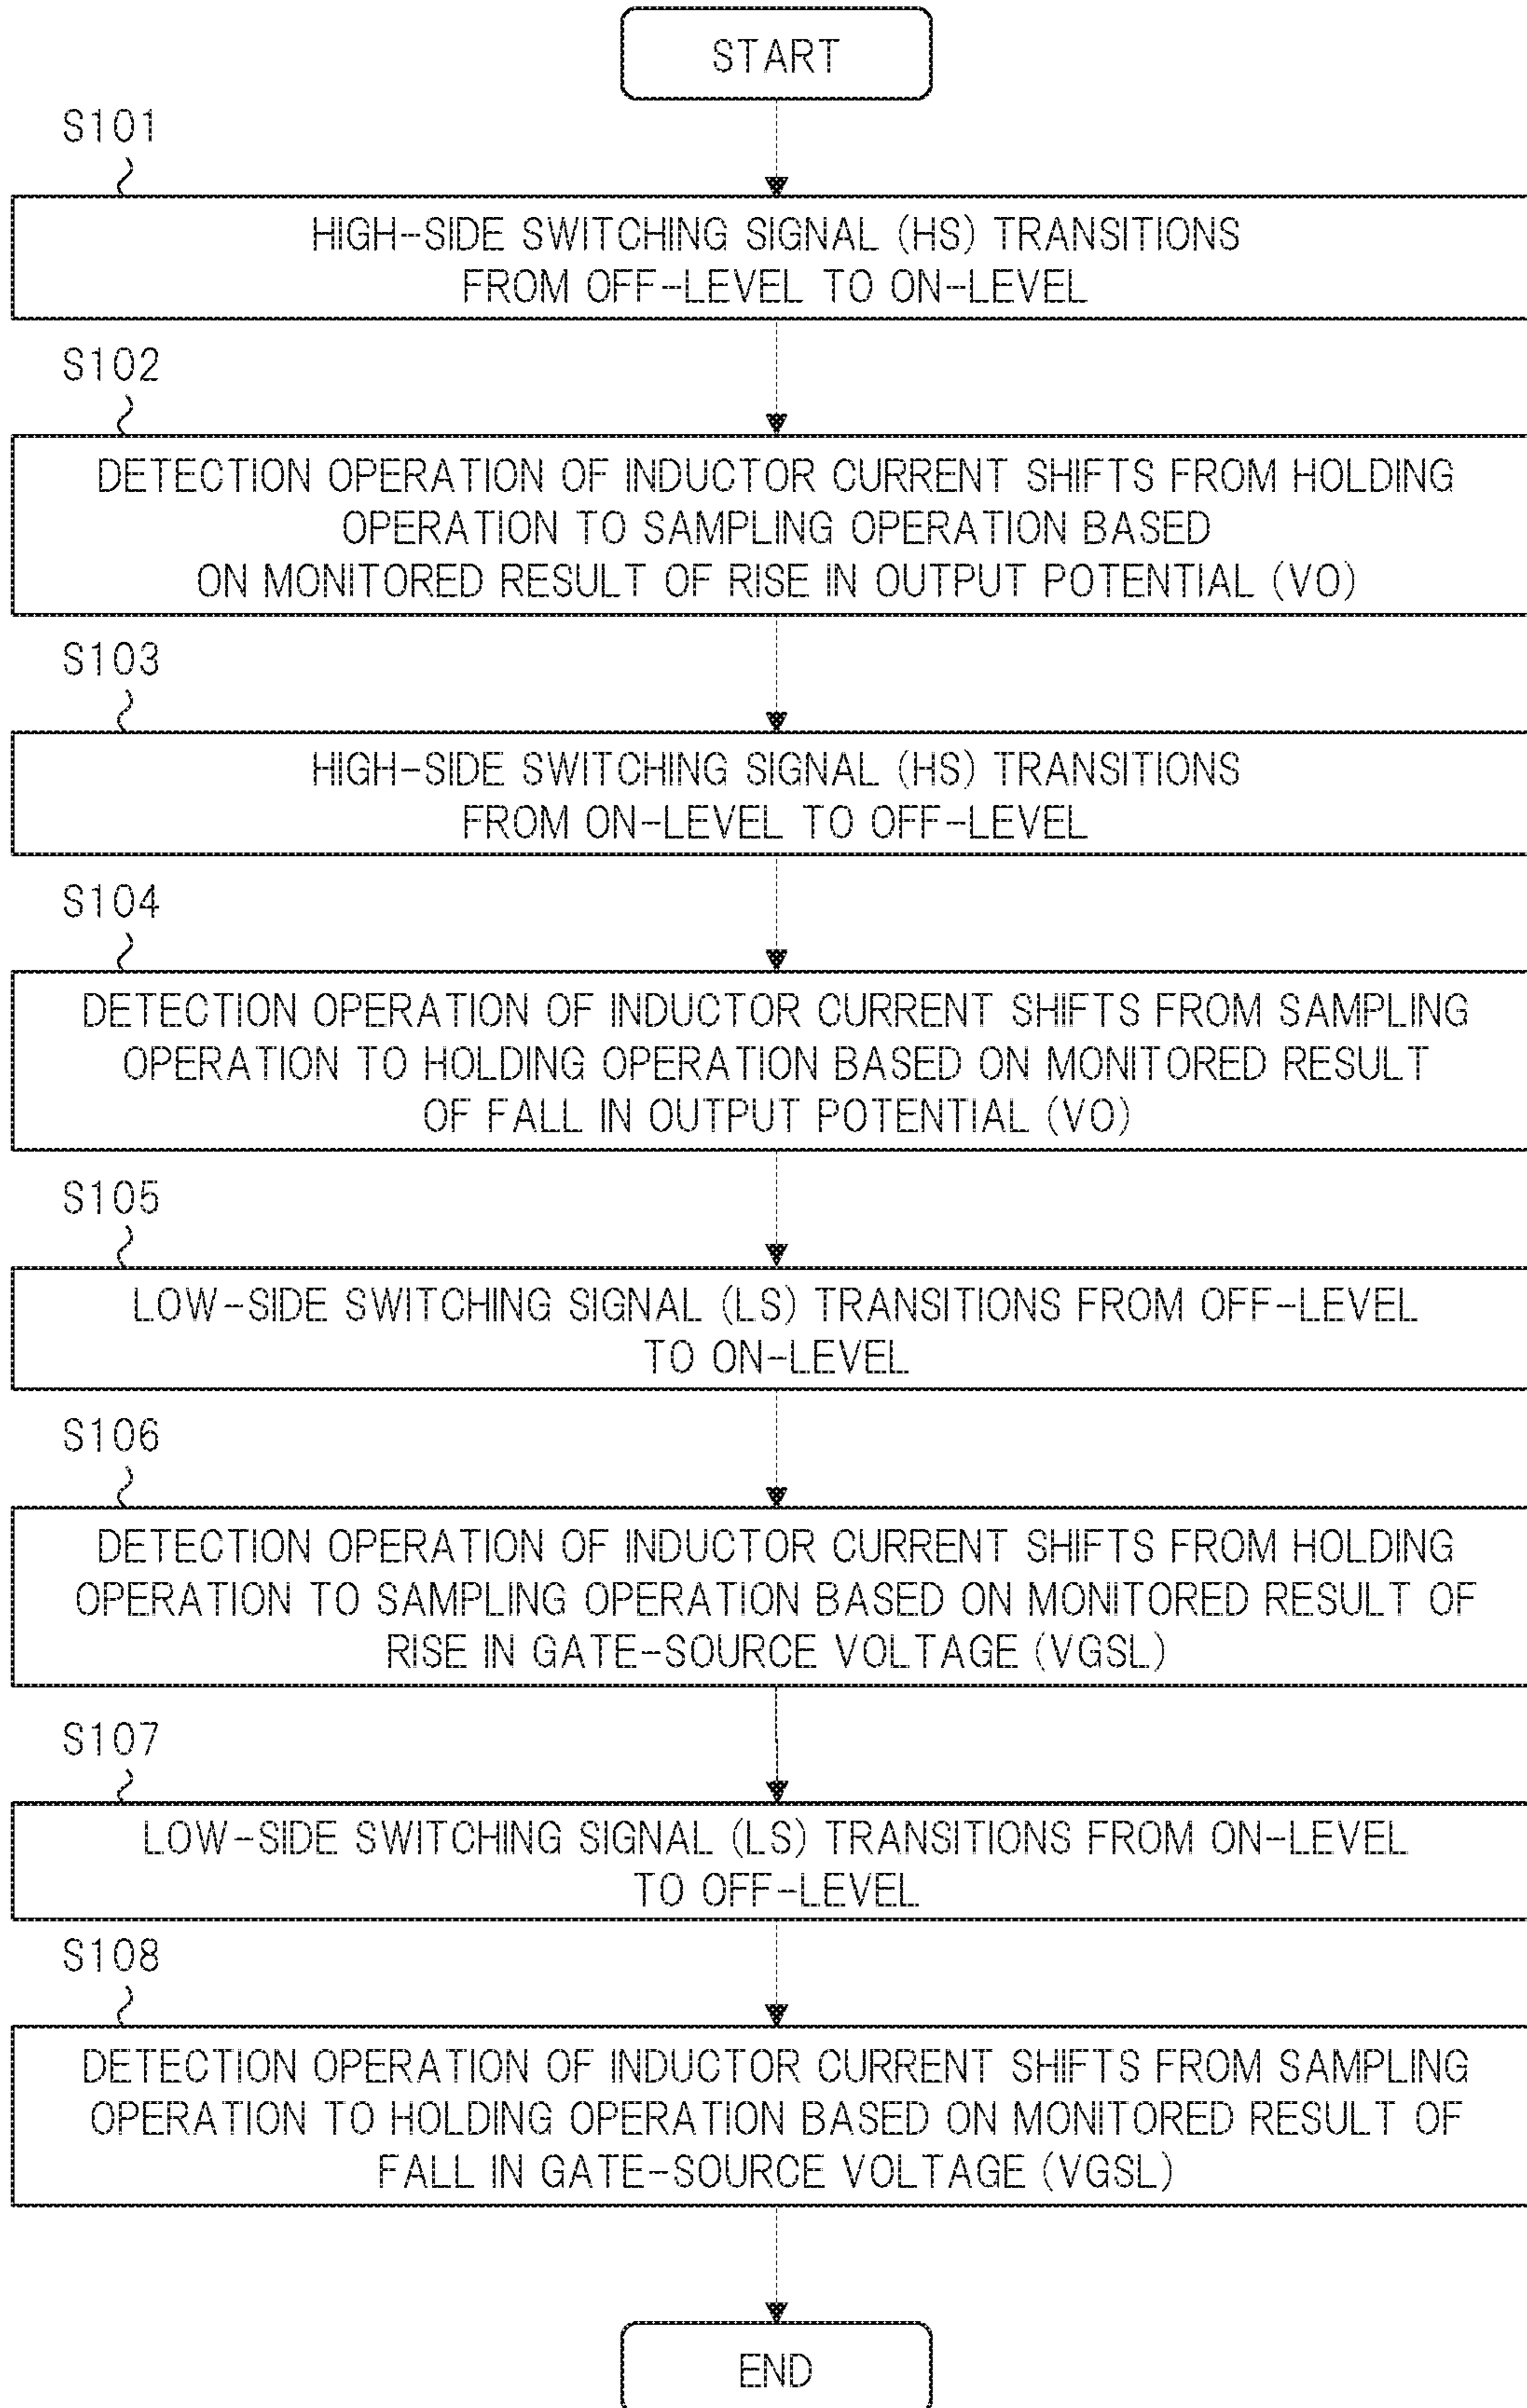 START
S101
HIGH-SIDE SWITCHING SIGNAL (HS) TRANSITIONS
FROM OFF-LEVEL TO ON-LEVEL
S102
DETECTION OPERATION OF INDUCTOR CURRENT SHIFTS FROM HOLDING
OPERATION TO SAMPLING OPERATION BASED
ON MONITORED RESULT OF RISE IN OUTPUT POTENTIAL (VO)
S103
HIGH-SIDE SWITCHING SIGNAL (HS) TRANSITIONS
FROM ON-LEVEL TO OFF-LEVEL
S104
DETECTION OPERATION OF INDUCTOR CURRENT SHIFTS FROM SAMPLING
OPERATION TO HOLDING OPERATION BASED ON MONITORED RESULT
OF FALL IN OUTPUT POTENTIAL (VO)
S105
LOW-SIDE SWITCHING SIGNAL (LS) TRANSITIONS FROM OFF-LEVEL
TO ON-LEVEL
S106
DETECTION OPERATION OF INDUCTOR CURRENT SHIFTS FROM HOLDING
OPERATION TO SAMPLING OPERATION BASED ON MONITORED RESULT OF
RISE IN GATE-SOURCE VOLTAGE (VGSL)
S107
LOW-SIDE SWITCHING SIGNAL (LS) TRANSITIONS FROM ON-LEVEL
TO OFF-LEVEL
S108
DETECTION OPERATION OF INDUCTOR CURRENT SHIFTS FROM SAMPLING
OPERATION TO HOLDING OPERATION BASED ON MONITORED RESULT OF
FALL IN GATE-SOURCE VOLTAGE (VGSL)
END